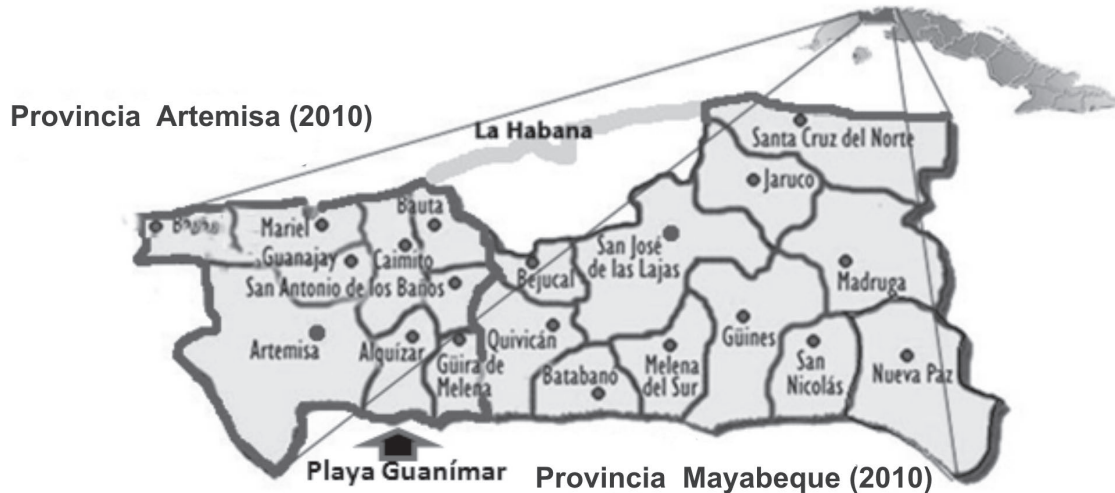 Provincia Artemisa (2010)
La Habana
Santa Cruz del Norte
Jaruco
Bauta
Mariel
Guanajay
Caimito
San José
de las Lajas
Bejucal
Madruga
San Antonio de los Baños
Artemisa
Alquízar
Güira de
Melena
Quivicán
Batabanó
Melena
del Sur
Güines
San
Nicolás
Nueva Paz
Playa Guanímar
Provincia Mayabeque (2010)